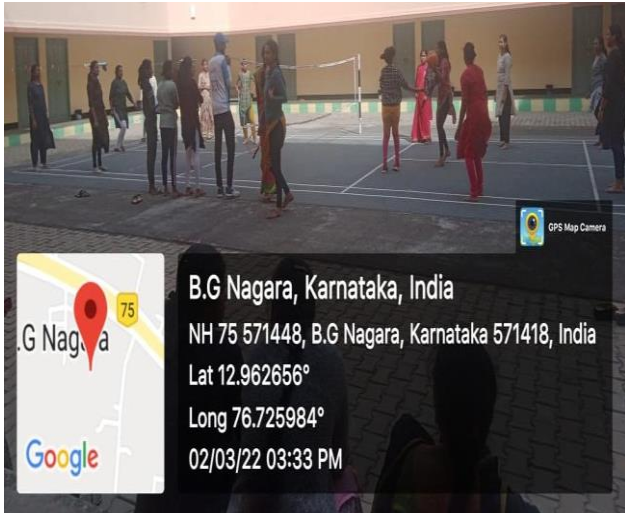 GPS Map Camera
75
.G Nag a
Google
B.G Nagara, Karnataka, India
NH 75 571448, B.G Nagara, Karnataka 571418, India
Lat 12.962656°
Long 76.725984°
02/03/22 03:33 PM